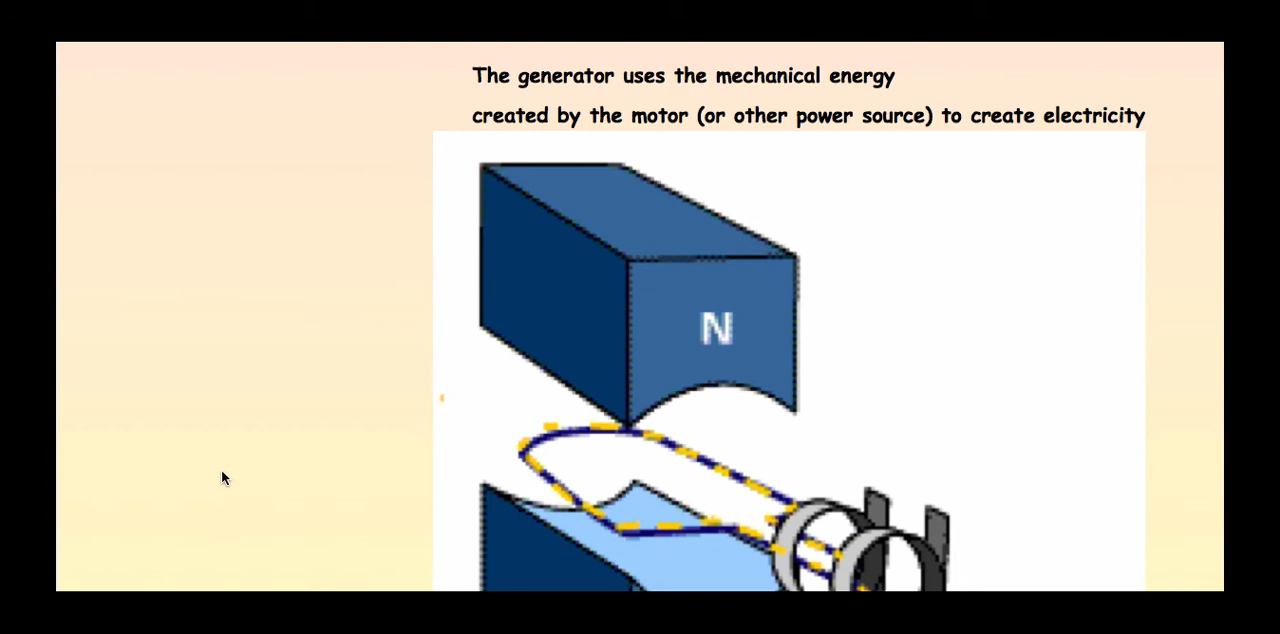 The generator uses the mechanical energy
created by the motor (or other power source) to create electricity
N